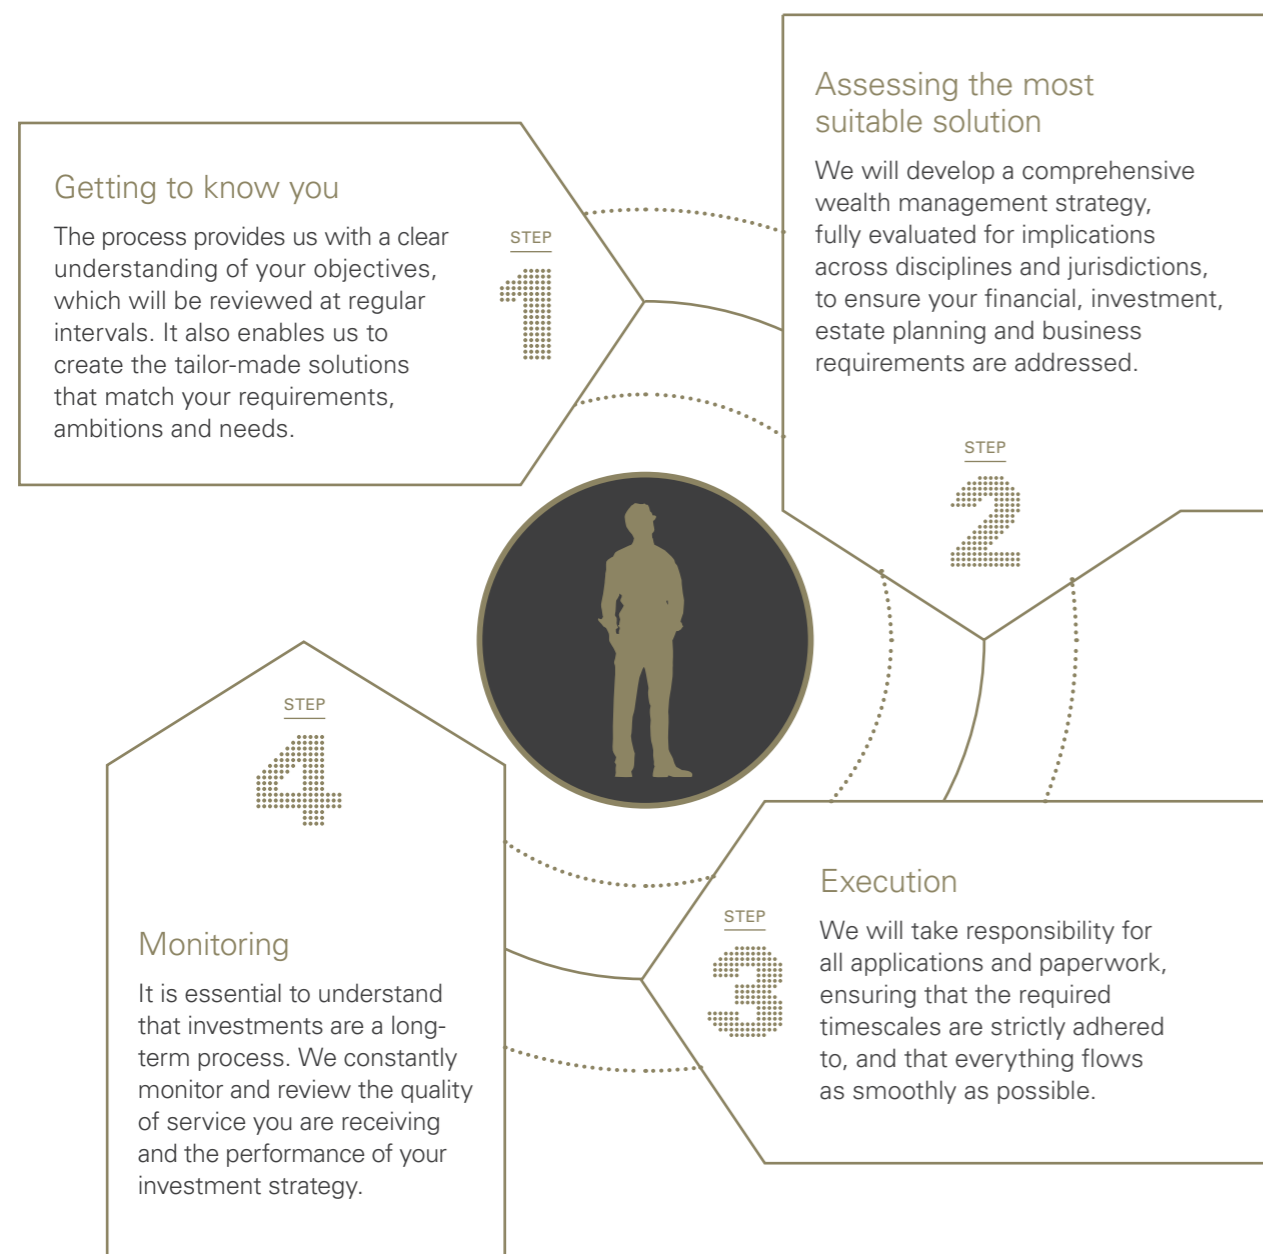 Getting to know you
The process provides us with a clear
understanding of your objectives,
which will be reviewed at regular
intervals. It also enables us to
create the tailor-made solutions
that match your requirements,
ambitions and needs.
STEP
1
Assessing the most
suitable solution
We will develop a comprehensive
wealth management strategy,
fully evaluated for implications
across disciplines and jurisdictions,
to ensure your financial, investment,
estate planning and business
requirements are addressed.
STEP
2
STEP
3
Execution
We will take responsibility for
all applications and paperwork,
ensuring that the required
timescales are strictly adhered
to, and that everything flows
as smoothly as possible.
STEP
4
Monitoring
It is essential to understand
that investments are a long-
term process. We constantly
monitor and review the quality
of service you are receiving
and the performance of your
investment strategy.